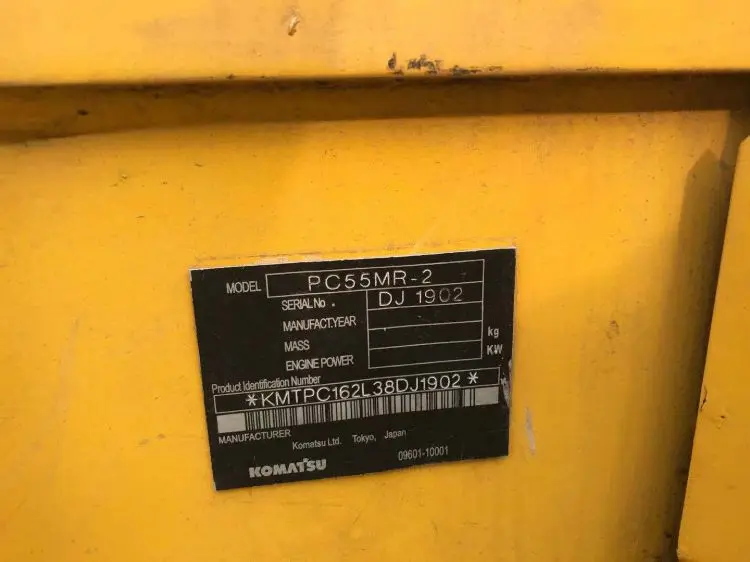 MODEL PC55MR-2
SERIAL No . DJ 1902
MANUFACT.YEAR
MASS kg
ENGINE POWER KW
Product Identification Number
*KMTPC162L38DJ1902*
MANUFACTURER
Komatsu Ltd. Tokyo, Japan
KOMATSU 09601-10001